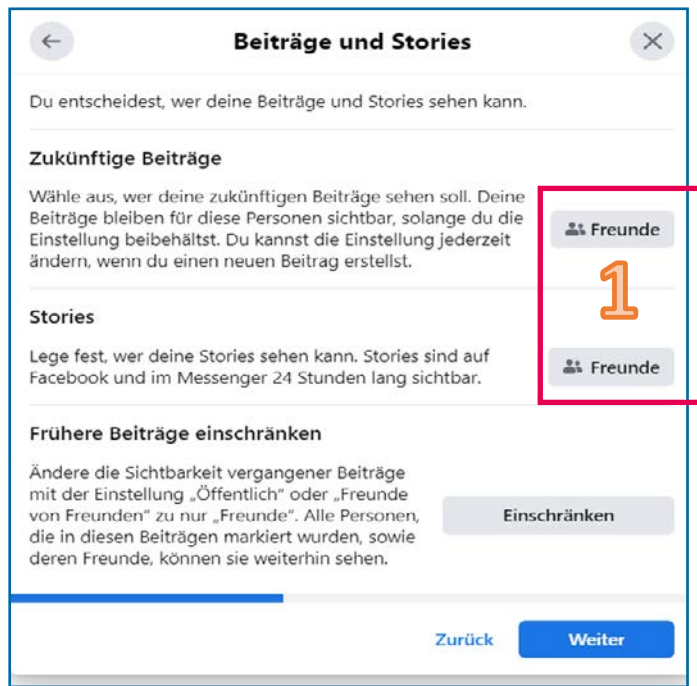 Beiträge und Stories
Du entscheidest, wer deine Beiträge und Stories sehen kann.
Zukünftige Beiträge
Wähle aus, wer deine zukünftigen Beiträge sehen soll. Deine
Beiträge bleiben für diese Personen sichtbar, solange du die
Einstellung beibehältst. Du kannst die Einstellung jederzeit
ändern, wenn du einen neuen Beitrag erstellst.
Freunde
1
Stories
Lege fest, wer deine Stories sehen kann. Stories sind auf
Facebook und im Messenger 24 Stunden lang sichtbar.
Freunde
Frühere Beiträge einschränken
Ändere die Sichtbarkeit vergangener Beiträge
mit der Einstellung „Öffentlich“ oder „Freunde
von Freunden“ zu nur „Freunde“. Alle Personen,
die in diesen Beiträgen markiert wurden, sowie
deren Freunde, können sie weiterhin sehen.
Einschränken
Zurück
Weiter